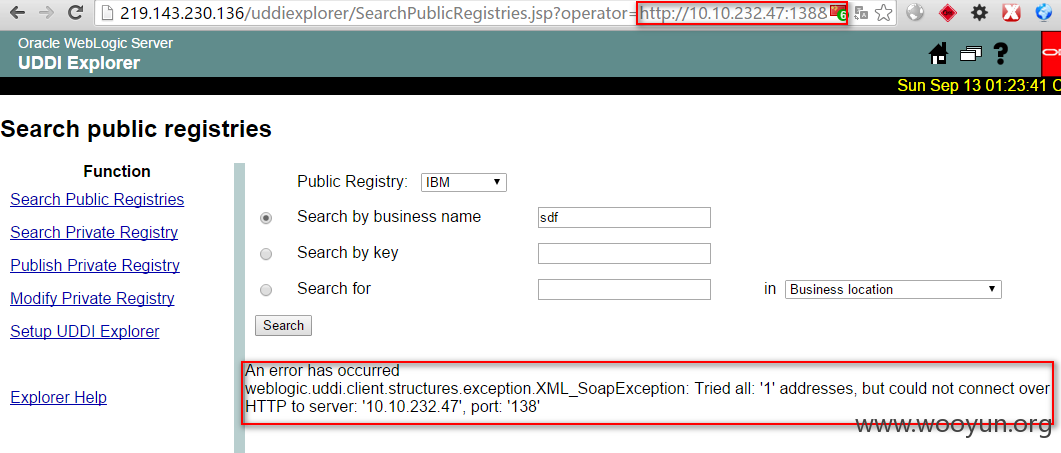 219.143.230.136/uddiexplorer/SearchPublicRegistries.jsp?operator=http://10.10.232.47:1388
6
Oracle WebLogic Server
UDDI Explorer
Sun Sep 13 01:23:41 C
Search public registries
Function
Search Public Registries
Search Private Registry
Publish Private Registry
Modify Private Registry
Setup UDDI Explorer
Explorer Help
Public Registry: IBM
Search by business name sdf
Search by key
Search for in Business location
Search
An error has occurred
weblogic.uddi.client.structures.exception.XML_SoapException: Tried all: '1' addresses, but could not connect over
HTTP to server: '10.10.232.47', port: '138'
www.wooyun.org